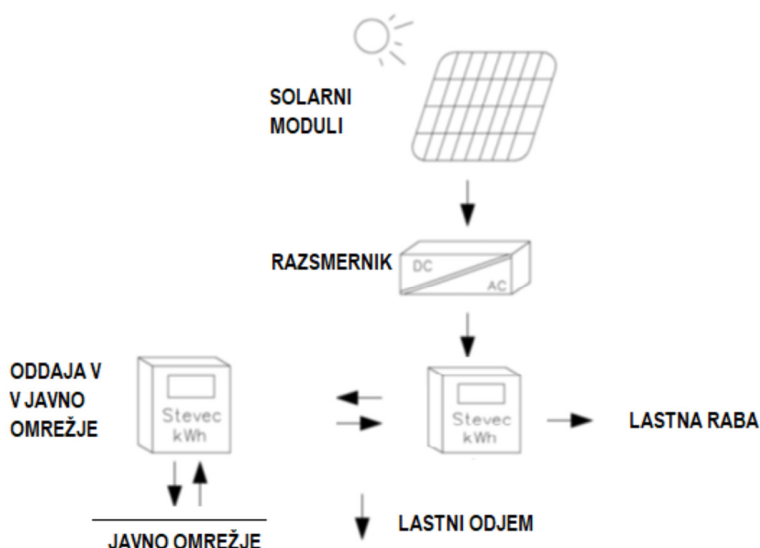 SOLARNI
MODULI
RAZSMERNIK
DC
AC
ODDAJA V
V JAVNO
OMREŽJE
Stevec
kWh
Stevec
kWh
LASTNA RABA
LASTNI ODJEM
JAVNO OMREŽJE